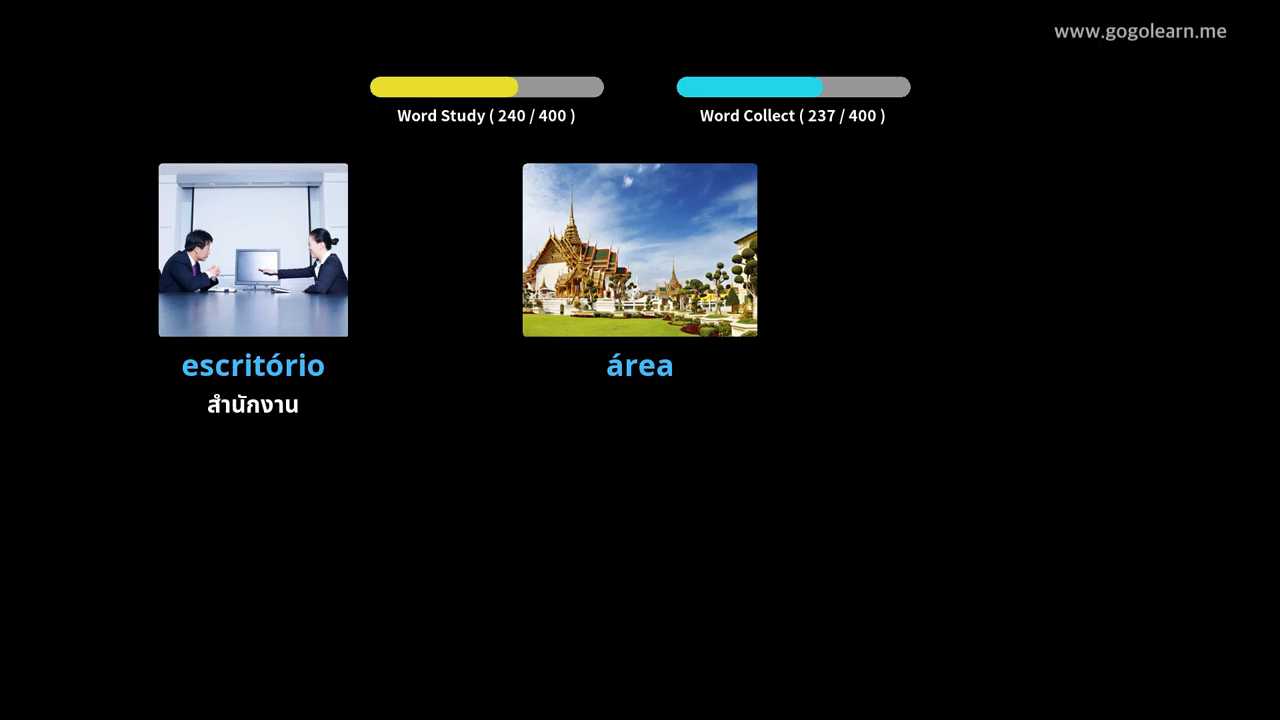 www.gogolearn.me
Word Study ( 240 / 400 )
Word Collect ( 237 / 400 )
escritório
สำนักงาน
área